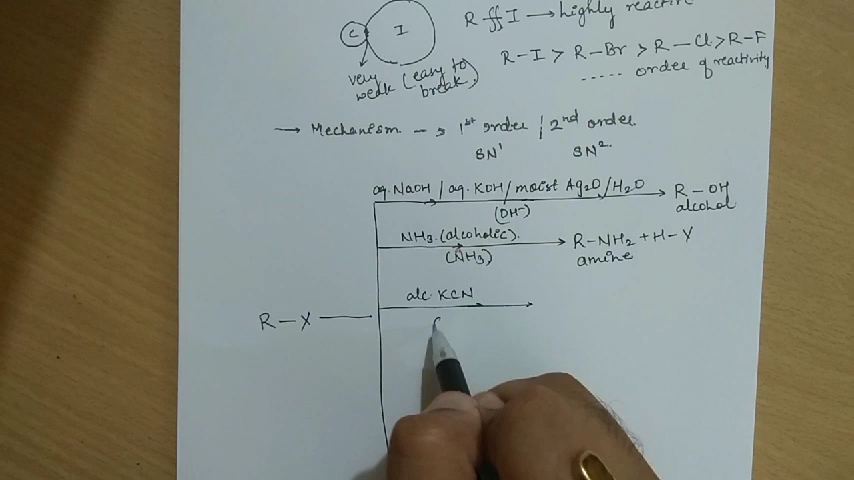 C I R I → highly reactive
very weak (easy to break)
R-I > R-Br > R-Cl > R-F
..... order of reactivity
→ Mechanism → 1st order / 2nd order
SN1 SN2
aq. NaOH / aq. KOH / moist Ag2O / H2O → R-OH
(OH-) alcohol
NH3 (alcoholic). → R-NH2 + H-X
(NH3) amine
alc. KCN →
R-X (